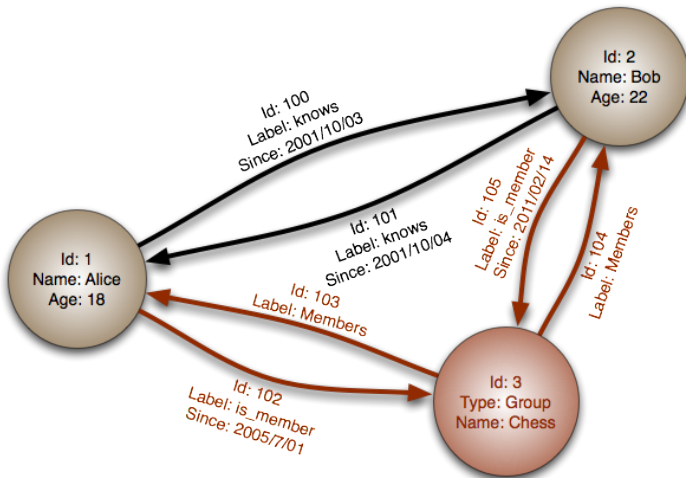 Id: 2
Name: Bob
Age: 22
Id: 100
Label: knows
Since: 2001/10/03
Id: 101
Label: knows
Since: 2001/10/04
Id: 105
Label: is_member
Since: 2011/02/14
Id: 104
Label: Members
Id: 1
Name: Alice
Age: 18
Id: 103
Label: Members
Id: 102
Label: is_member
Since: 2005/7/01
Id: 3
Type: Group
Name: Chess